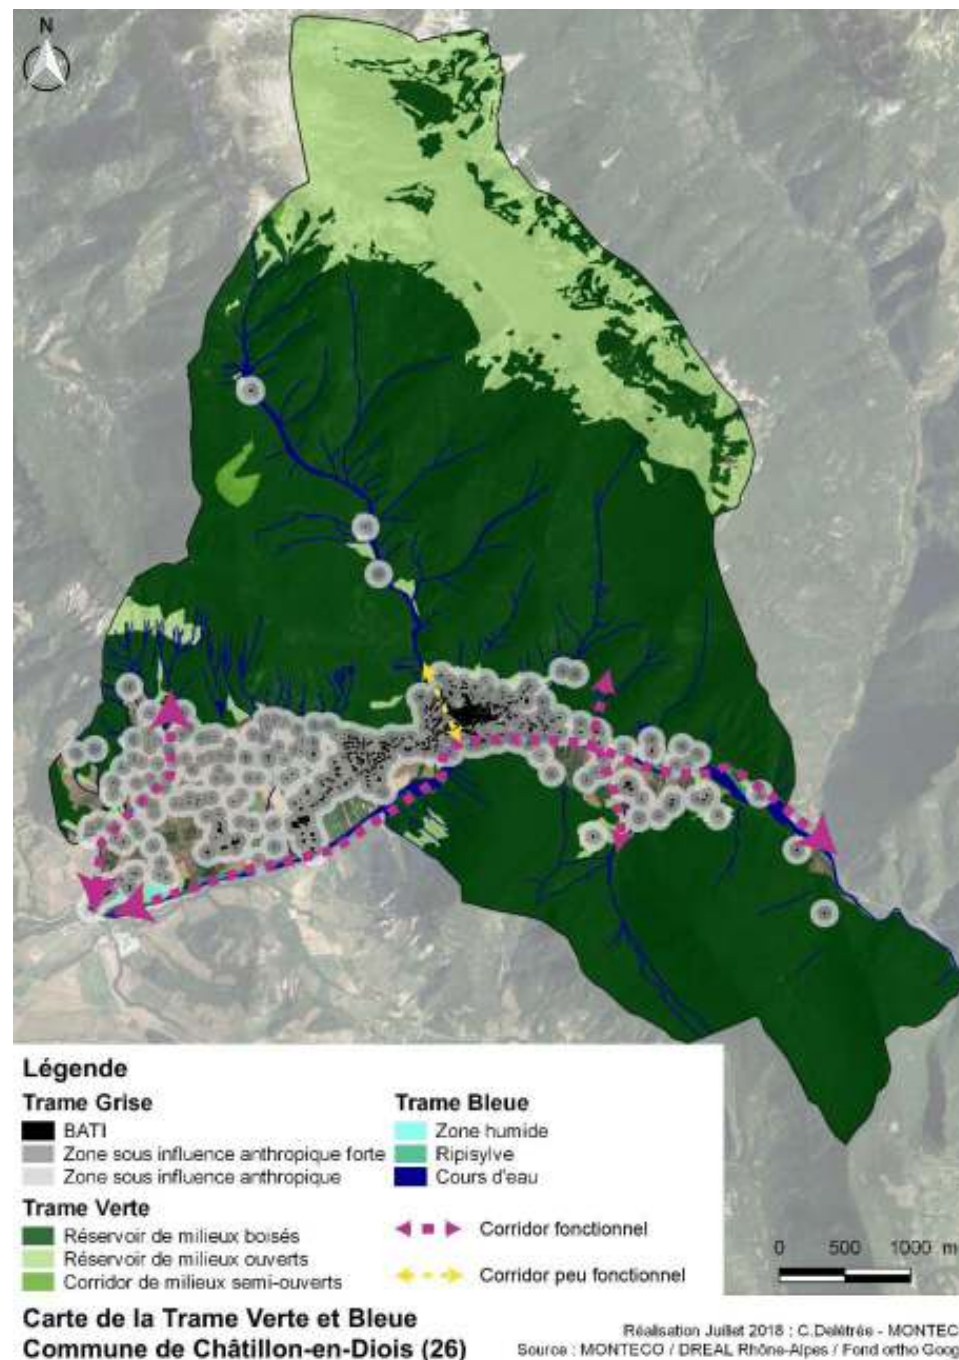 N
Légende
Trame Grise
BATI
Zone sous influence anthropique forte
Zone sous influence anthropique
Trame Verte
Réservoir de milieux boisés
Réservoir de milieux ouverts
Corridor de milieux semi-ouverts
Trame Bleue
Zone humide
Ripisylve
Cours d'eau
Corridor fonctionnel
Corridor peu fonctionnel
0 500 1000 m
Carte de la Trame Verte et Bleue
Commune de Châtillon-en-Diois (26)
Réalisation Juillet 2018 : C.Delétrée - MONTEC
Source : MONTECO / DREAL Rhône-Alpes / Fond ortho Goog